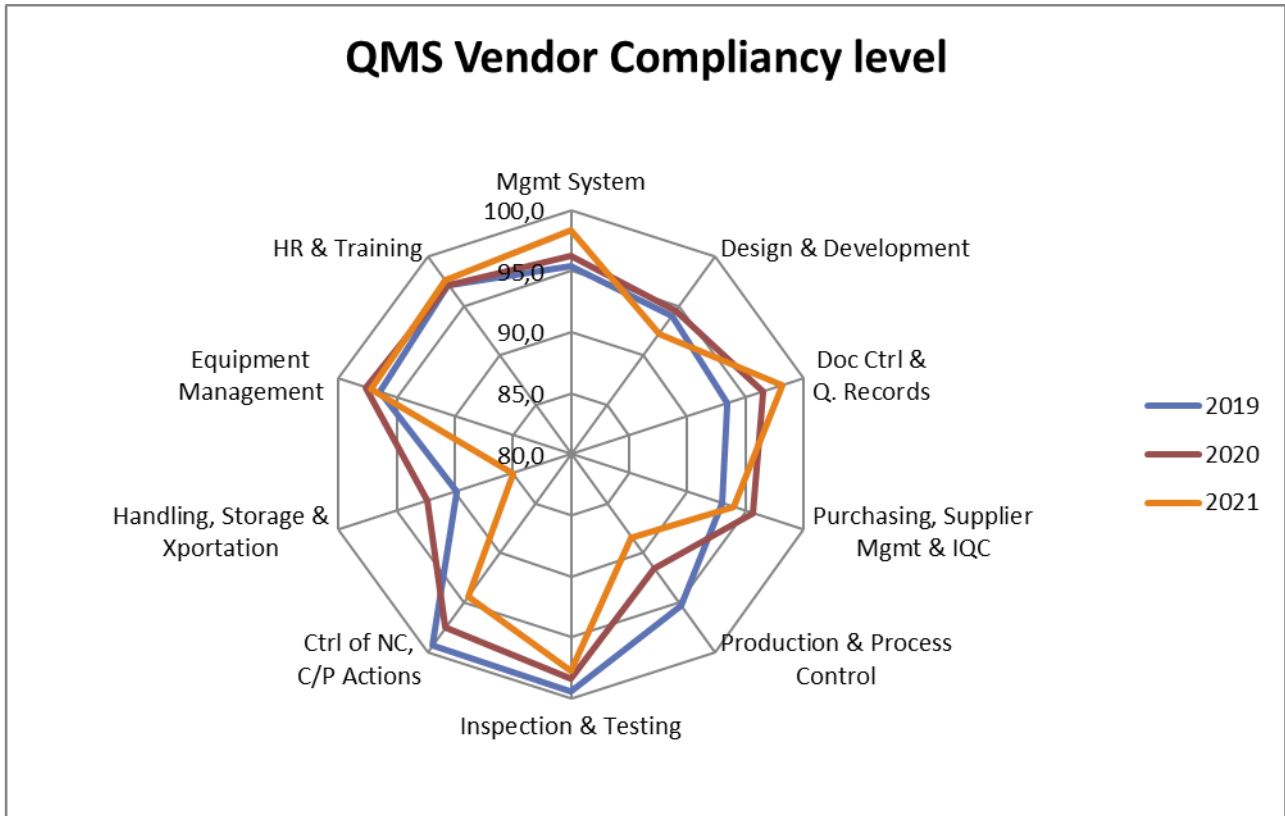 QMS Vendor Compliancy level
Mgmt System
100,0
HR & Training
Design & Development
95,0
90,0
Equipment
Management
Doc Ctrl &
Q. Records
85,0
80,0
2019
2020
2021
Handling, Storage &
Xportation
Purchasing, Supplier
Mgmt & IQC
Ctrl of NC,
C/P Actions
Production & Process
Control
Inspection & Testing